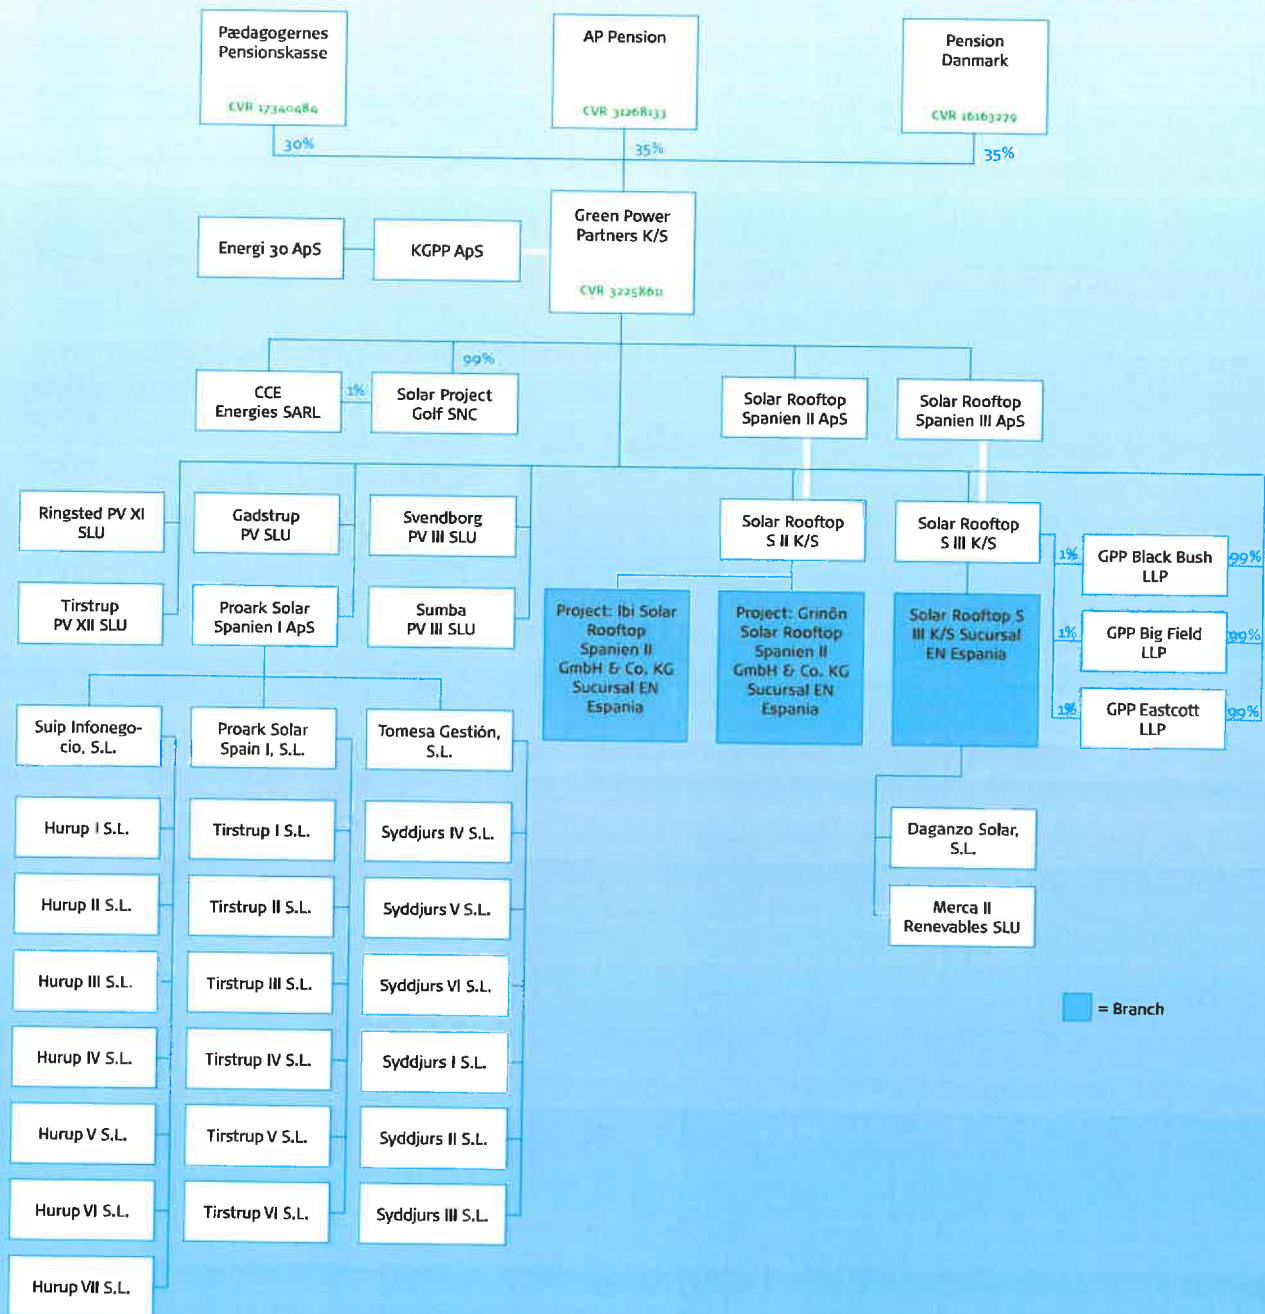 Pædagogernes
Pensionskasse
CVR 17340484
AP Pension
CVR 31268133
Pension
Danmark
CVR 16163279
30%
35%
35%
Energi 30 ApS
KGPP ApS
Green Power
Partners K/S
CVR 32258611
99%
CCE
Energies SARL
1%
Solar Project
Golf SNC
Solar Rooftop
Spanien II ApS
Solar Rooftop
Spanien III ApS
Ringsted PV XI
SLU
Gadstrup
PV SLU
Svendborg
PV III SLU
Solar Rooftop
S II K/S
Solar Rooftop
S III K/S
1%
GPP Black Bush
LLP
99%
Tirstrup
PV XII SLU
Proark Solar
Spanien I ApS
Sumba
PV III SLU
Project: Ibi Solar
Rooftop
Spanien II
GmbH & Co. KG
Sucursal EN
Espania
Project: Grinôn
Solar Rooftop
Spanien II
GmbH & Co. KG
Sucursal EN
Espania
Solar Rooftop S
III K/S Sucursal
EN Espania
1%
GPP Big Field
LLP
99%
1%
GPP Eastcott
LLP
99%
Suip Infonego-
cio, S.L.
Proark Solar
Spain I, S.L.
Tomesa Gestión,
S.L.
Hurup I S.L.
Tirstrup I S.L.
Syddjurs IV S.L.
Daganzo Solar,
S.L.
Hurup II S.L.
Tirstrup II S.L.
Syddjurs V S.L.
Merca II
Renevables SLU
Hurup III S.L.
Tirstrup III S.L.
Syddjurs VI S.L.
= Branch
Hurup IV S.L.
Tirstrup IV S.L.
Syddjurs I S.L.
Hurup V S.L.
Tirstrup V S.L.
Syddjurs II S.L.
Hurup VI S.L.
Tirstrup VI S.L.
Syddjurs III S.L.
Hurup VII S.L.